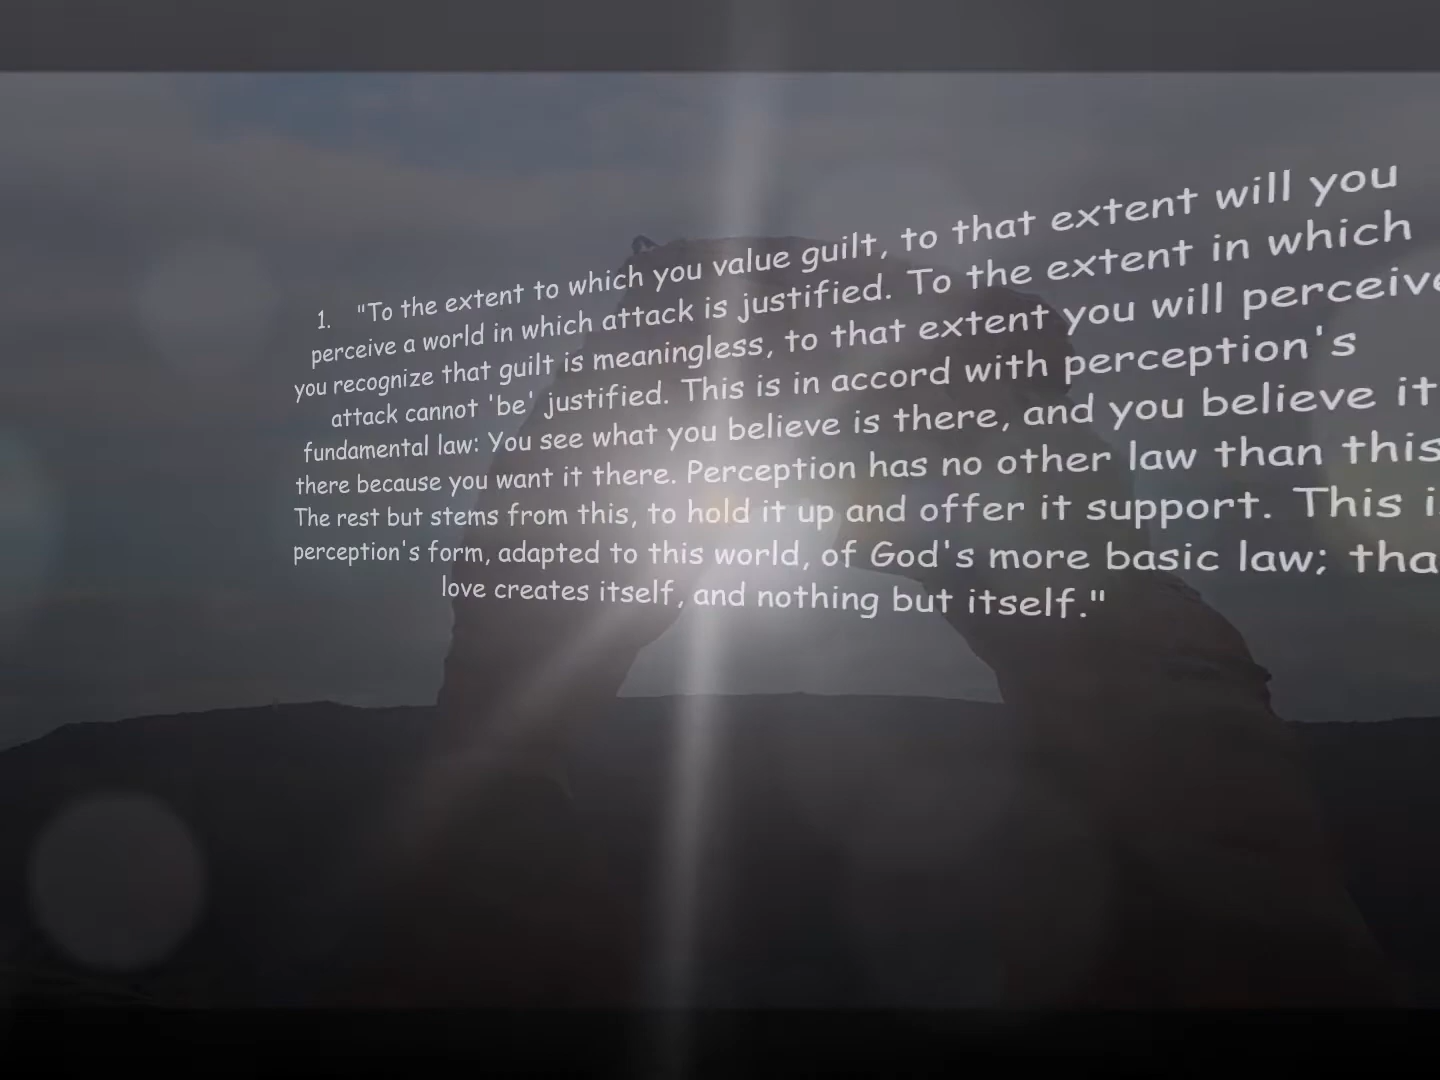 1. "To the extent to which you value guilt, to that extent will you
perceive a world in which attack is justified. To the extent in which
you recognize that guilt is meaningless, to that extent you will perceive
attack cannot 'be' justified. This is in accord with perception's
fundamental law: You see what you believe is there, and you believe it
there because you want it there. Perception has no other law than this
The rest but stems from this, to hold it up and offer it support. This
perception's form, adapted to this world, of God's more basic law;
love creates itself, and nothing but itself."